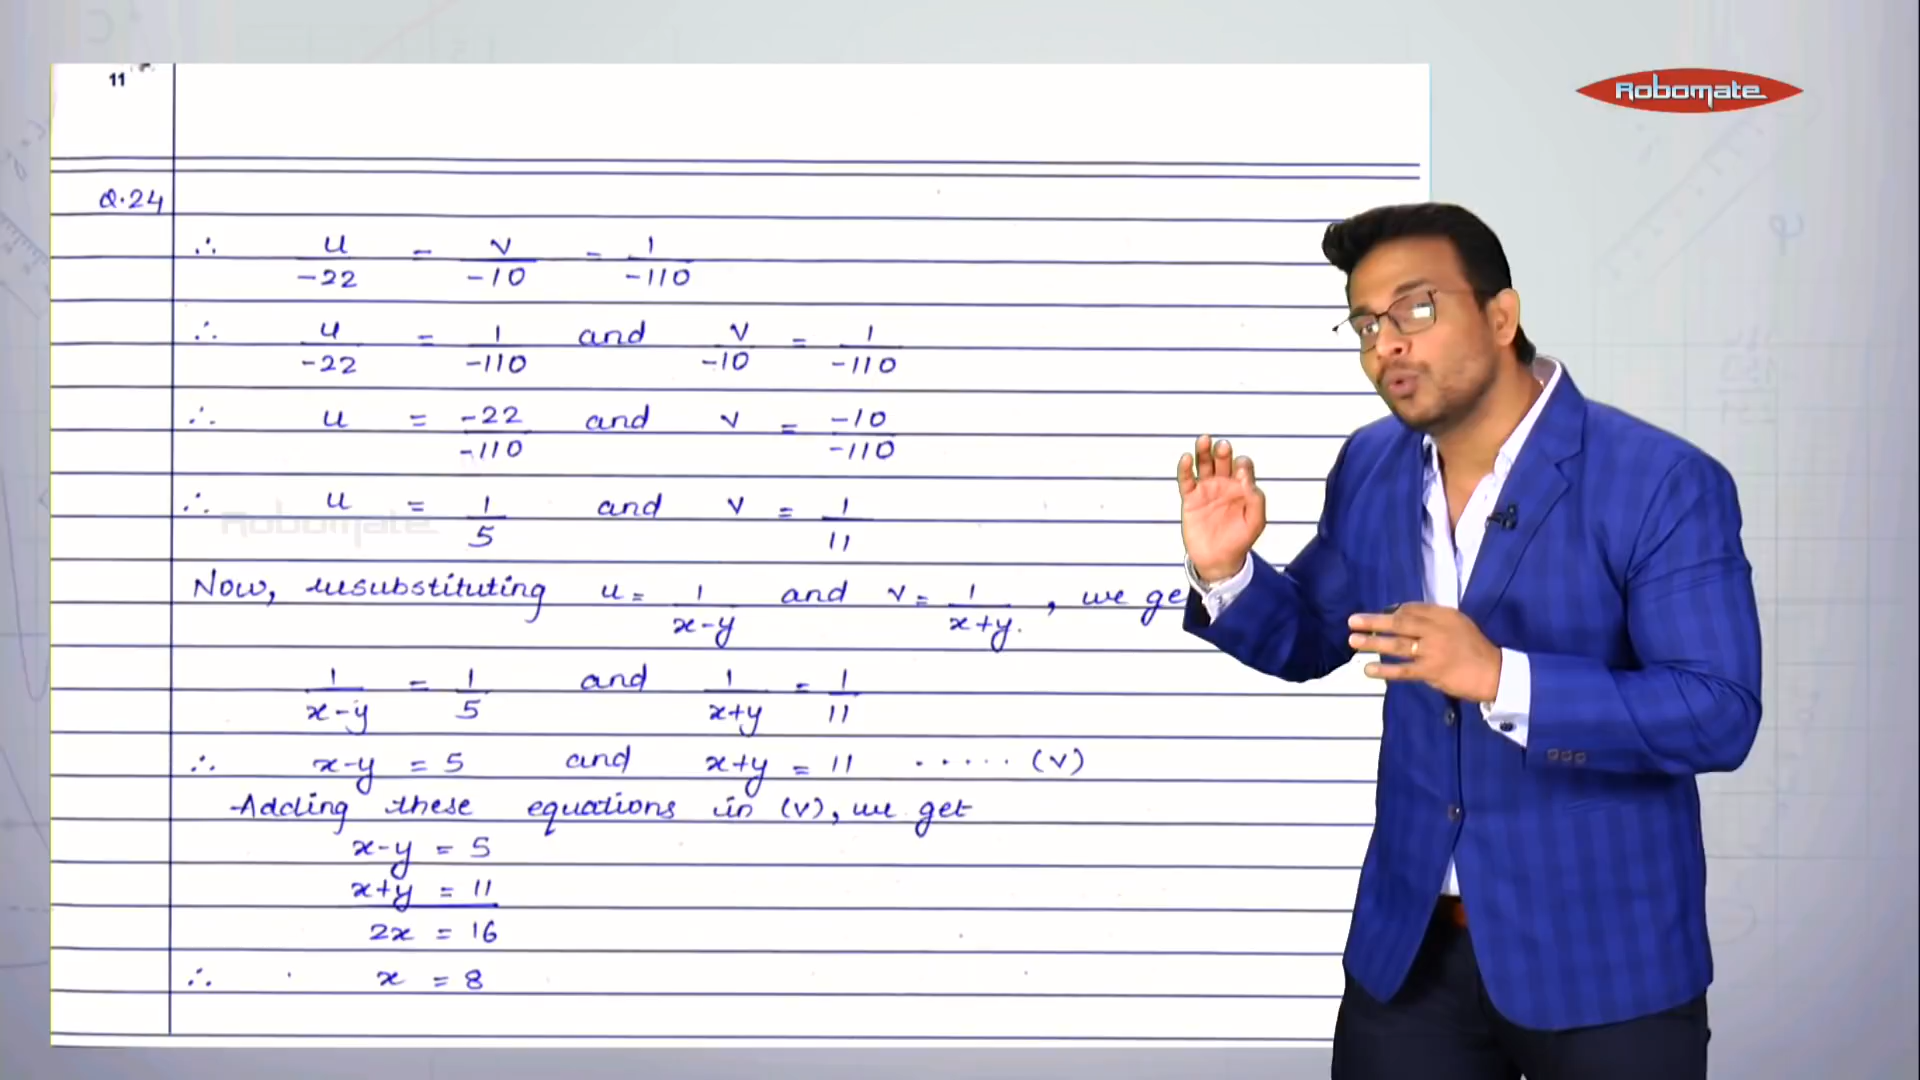 11
Robomate
Q.24
∴ u/-22 = v/-10 = 1/-110
∴ u/-22 = 1/-110 and v/-10 = 1/-110
∴ u = -22/-110 and v = -10/-110
∴ u = 1/5 and v = 1/11
Robomate
Now, resubstituting u = 1/x-y and v = 1/x+y. , we ge
1/x-y = 1/5 and 1/x+y = 1/11
∴ x-y = 5 and x+y = 11 ..... (v)
Adding these equations in (v), we get
x-y = 5
x+y = 11
2x = 16
∴ x = 8